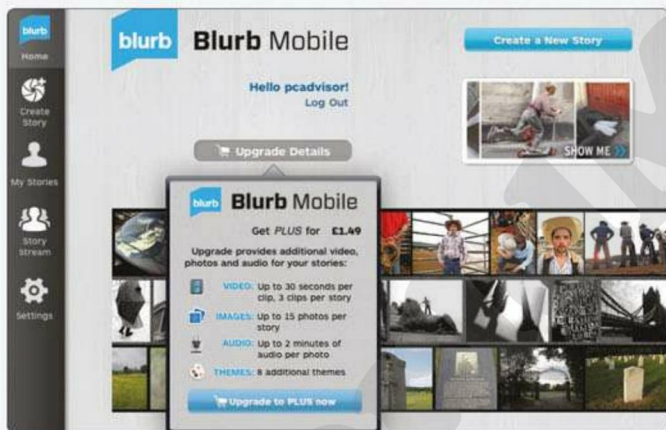 blurb
Home
Create
Story
My Stories
Story
Stream
Settings
blurb
Blurb Mobile
Create a New Story
Hello pcadvisor!
Log Out
SHOW ME
Upgrade Details
blurb
Blurb Mobile
Get PLUS for £1.49
Upgrade provides additional video,
photos and audio for your stories:
VIDEO: Up to 30 seconds per
clip, 3 clips per story
IMAGES: Up to 15 photos per
story
AUDIO: Up to 2 minutes of
audio per photo
THEMES: 8 additional themes
Upgrade to PLUS now